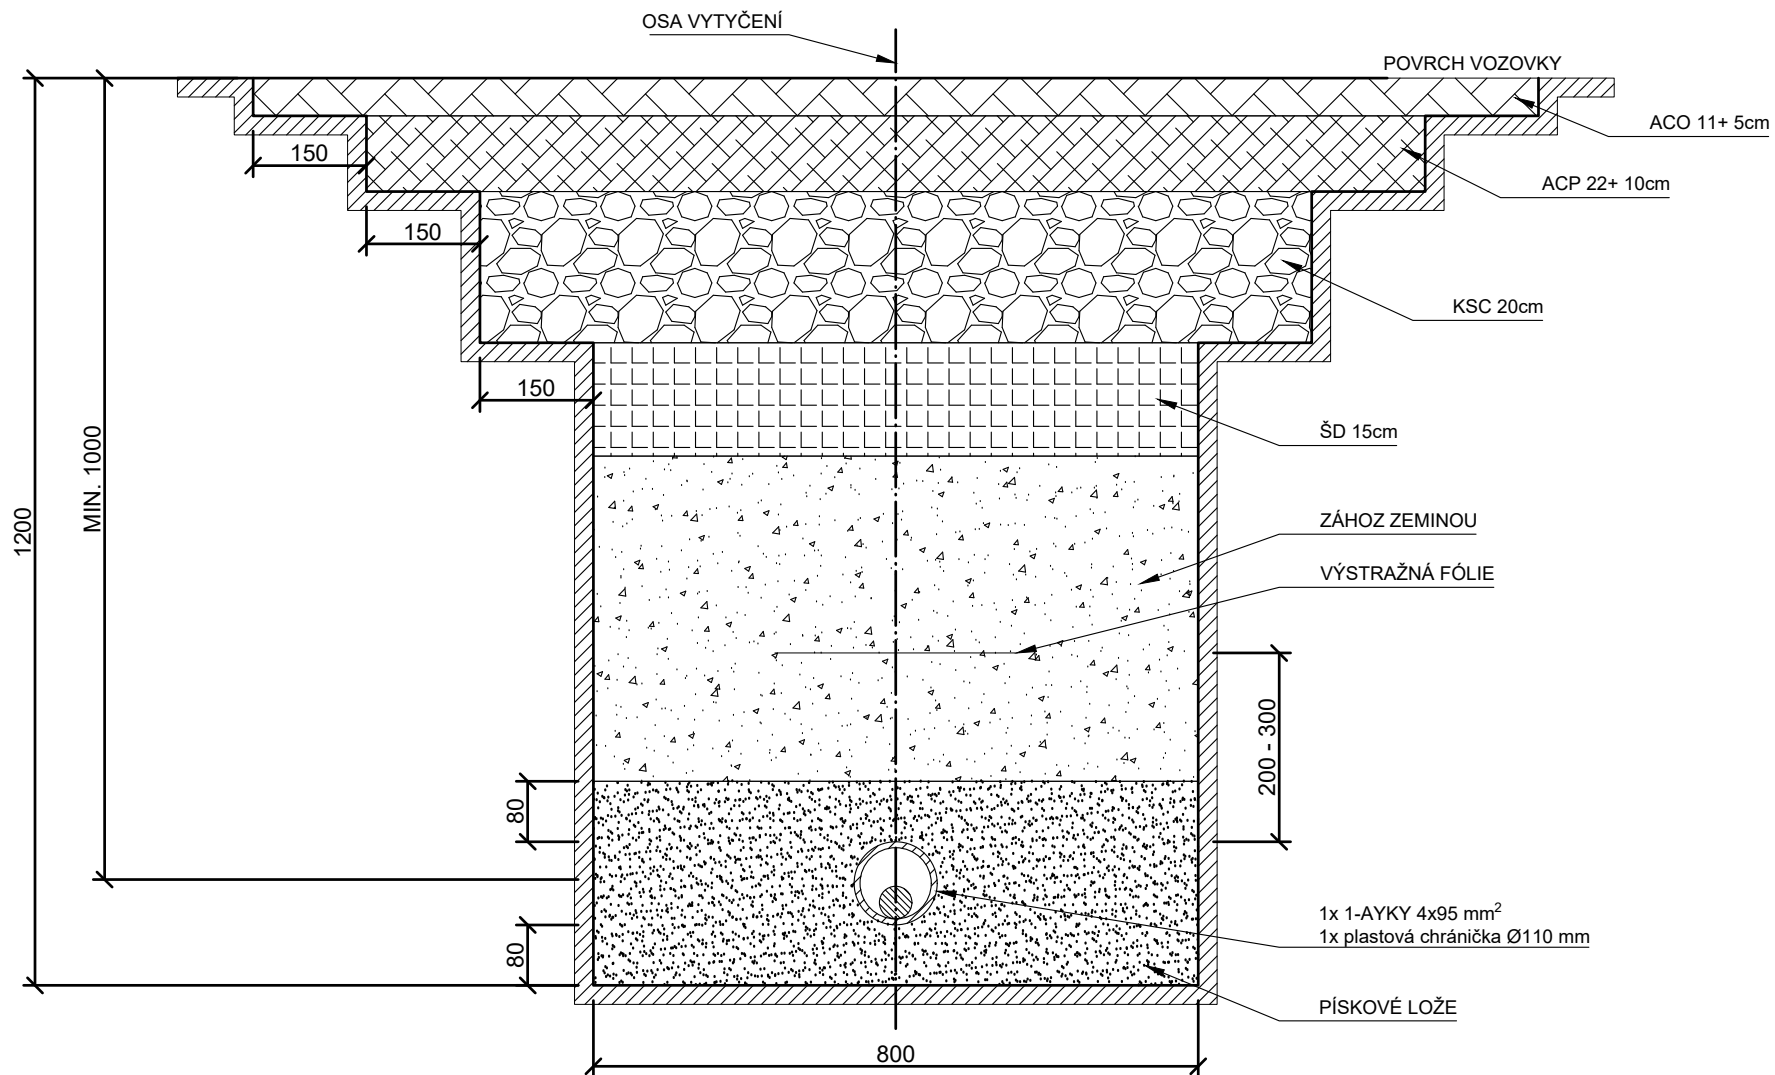 OSA VYTYČENÍ
POVRCH VOZOVKY
ACO 11+ 5cm
150
ACP 22+ 10cm
150
KSC 20cm
150
ŠD 15cm
MIN. 1000
1200
ZÁHOZ ZEMINOU
VÝSTRAŽNÁ FÓLIE
200 - 300
80
1x 1-AYKY 4x95 mm²
1x plastová chránička Ø110 mm
80
PÍSKOVÉ LOŽE
800